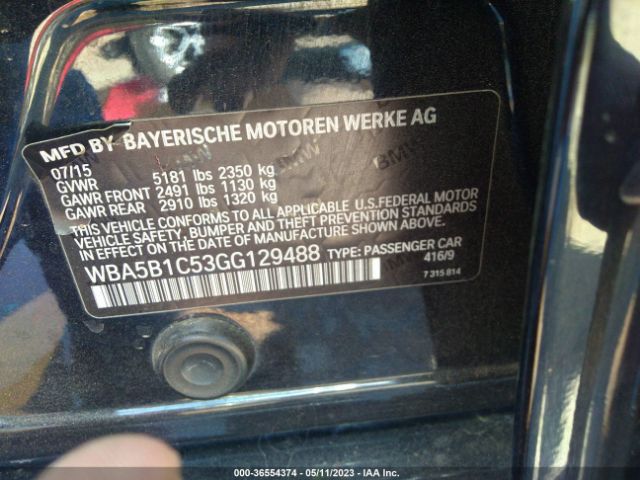 MFD BY BAYERISCHE MOTOREN WERKE AG
07/15
GVWR 5181 lbs 2350 kg
GAWR FRONT 2491 lbs 1130 kg
GAWR REAR 2910 lbs 1320 kg
THIS VEHICLE CONFORMS TO ALL APPLICABLE U.S.FEDERAL MOTOR
VEHICLE SAFETY, BUMPER, AND THEFT PREVENTION STANDARDS
IN EFFECT ON THE DATE OF MANUFACTURE SHOWN ABOVE.
WBA5B1C53GG129488 TYPE: PASSENGER CAR
416/9
7 315 814
000-36554374 - 05/11/2023 - IAA Inc.